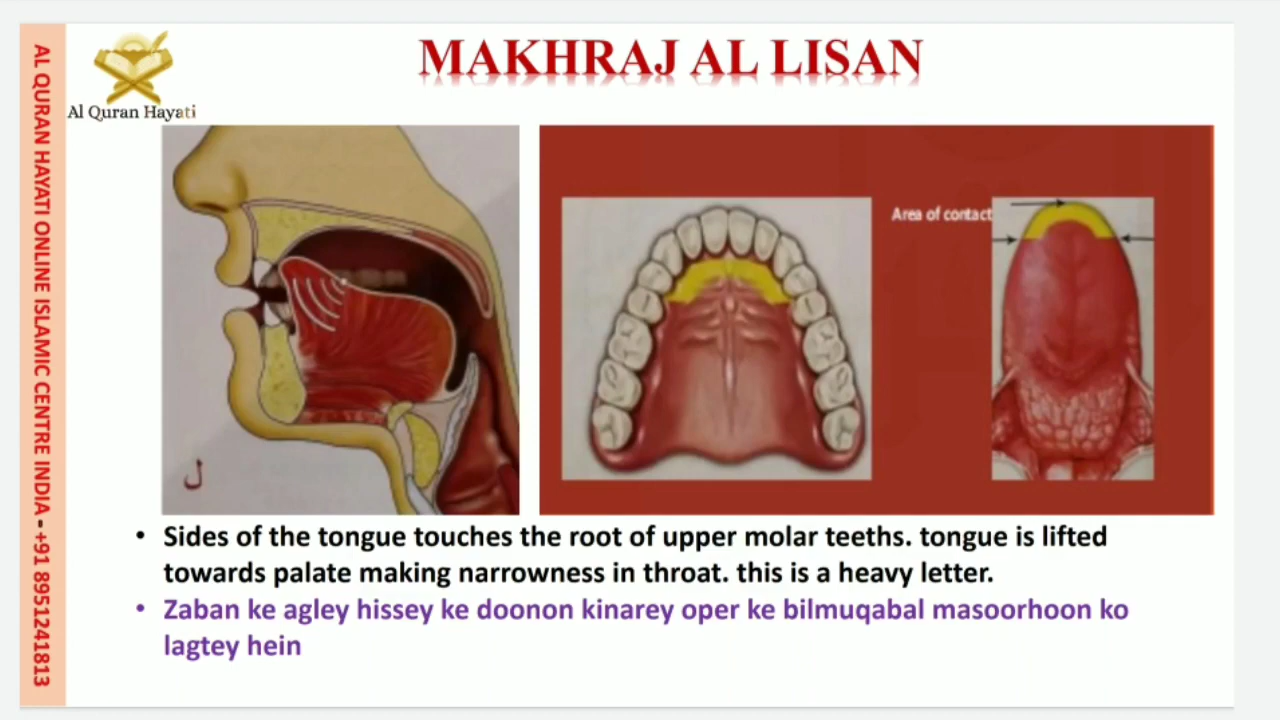 MAKHRAJ AL LISAN
Al Quran Hayati
AL QURAN HAYATI ONLINE ISLAMIC CENTRE INDIA - +91 8951241813
Area of contact
ل
• Sides of the tongue touches the root of upper molar teeths. tongue is lifted
towards palate making narrowness in throat. this is a heavy letter.
• Zaban ke agley hissey ke doonon kinarey oper ke bilmuqabal masoorhoon ko
lagtey hein